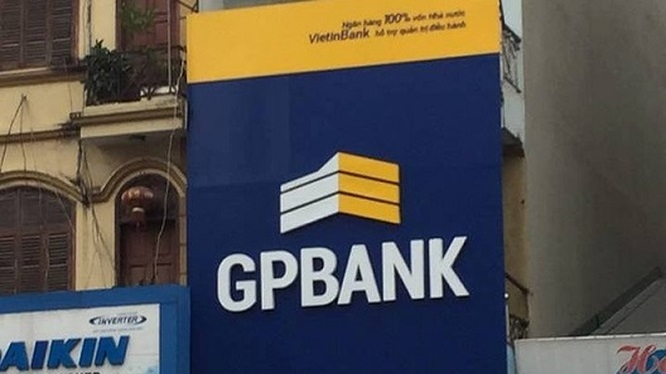 Ngân hàng 100% vốn Nhà nước
VietinBank hỗ trợ quản trị điều hành
GPBANK
INVERTER
DAIKIN